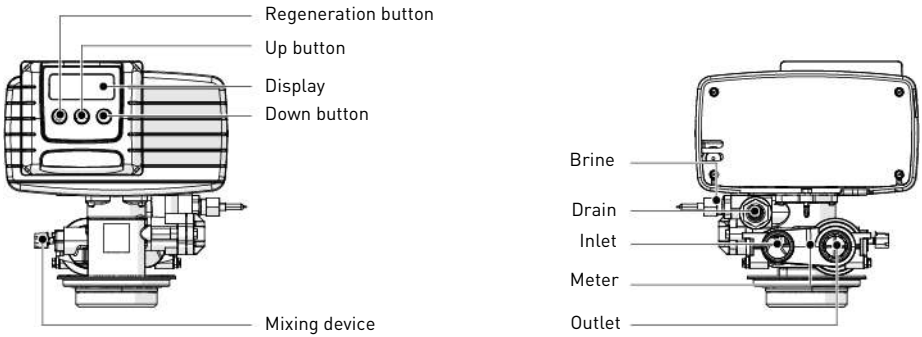 Regeneration button
Up button
Display
Down button
Mixing device
Brine
Drain
Inlet
Meter
Outlet